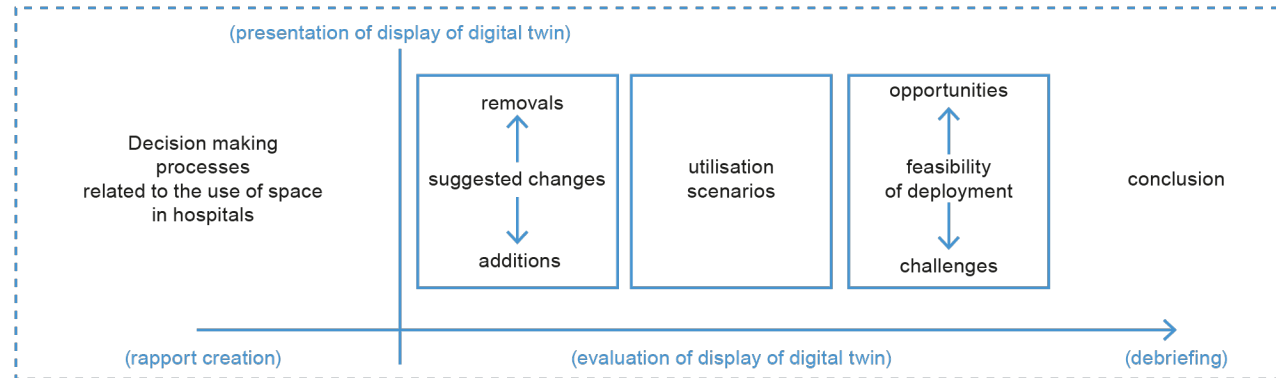 (presentation of display of digital twin)
Decision making
processes
related to the use of space
in hospitals
removals
suggested changes
additions
utilisation
scenarios
opportunities
feasibility
of deployment
challenges
conclusion
(rapport creation)
(evaluation of display of digital twin)
(debriefing)